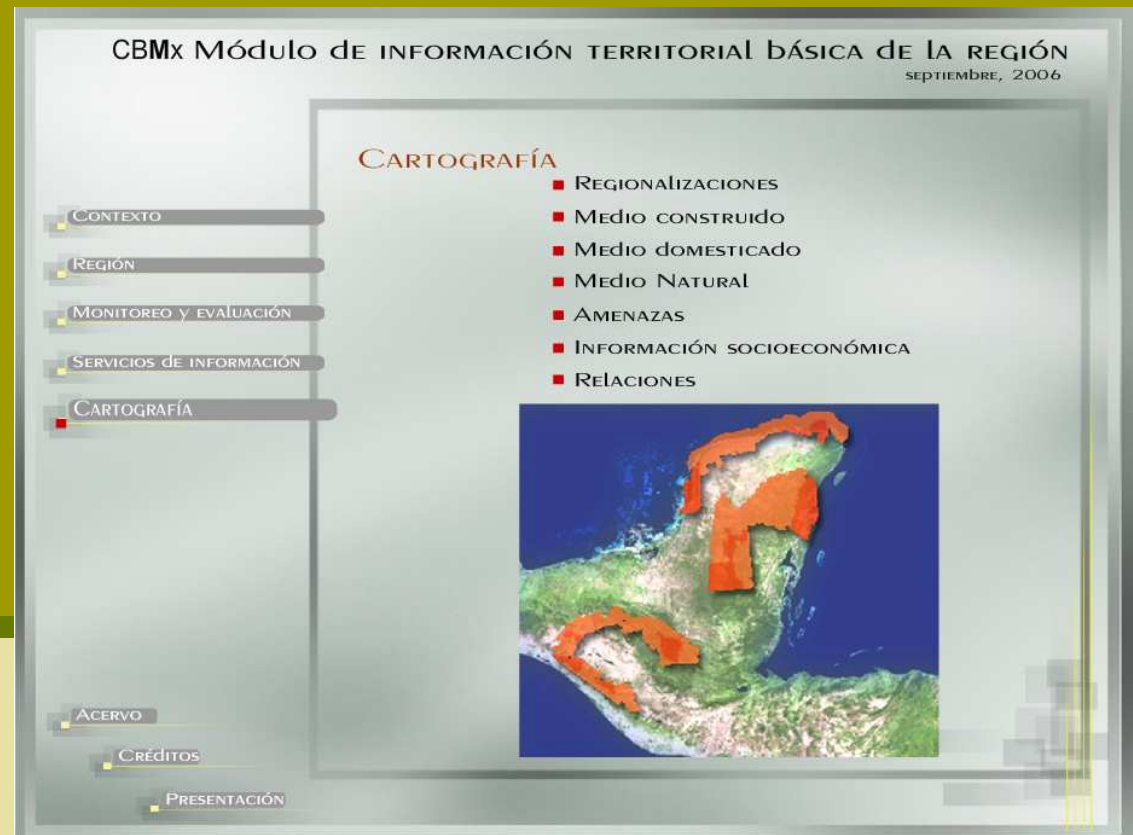 CBMx Módulo de información territorial básica de la región
septiembre, 2006
Cartografía
Regionalizaciones
Medio construido
Medio domesticado
Medio Natural
Amenazas
Información socioeconómica
Relaciones
Contexto
Región
Monitoreo y evaluación
Servicios de información
Cartografía
Acervo
Créditos
Presentación